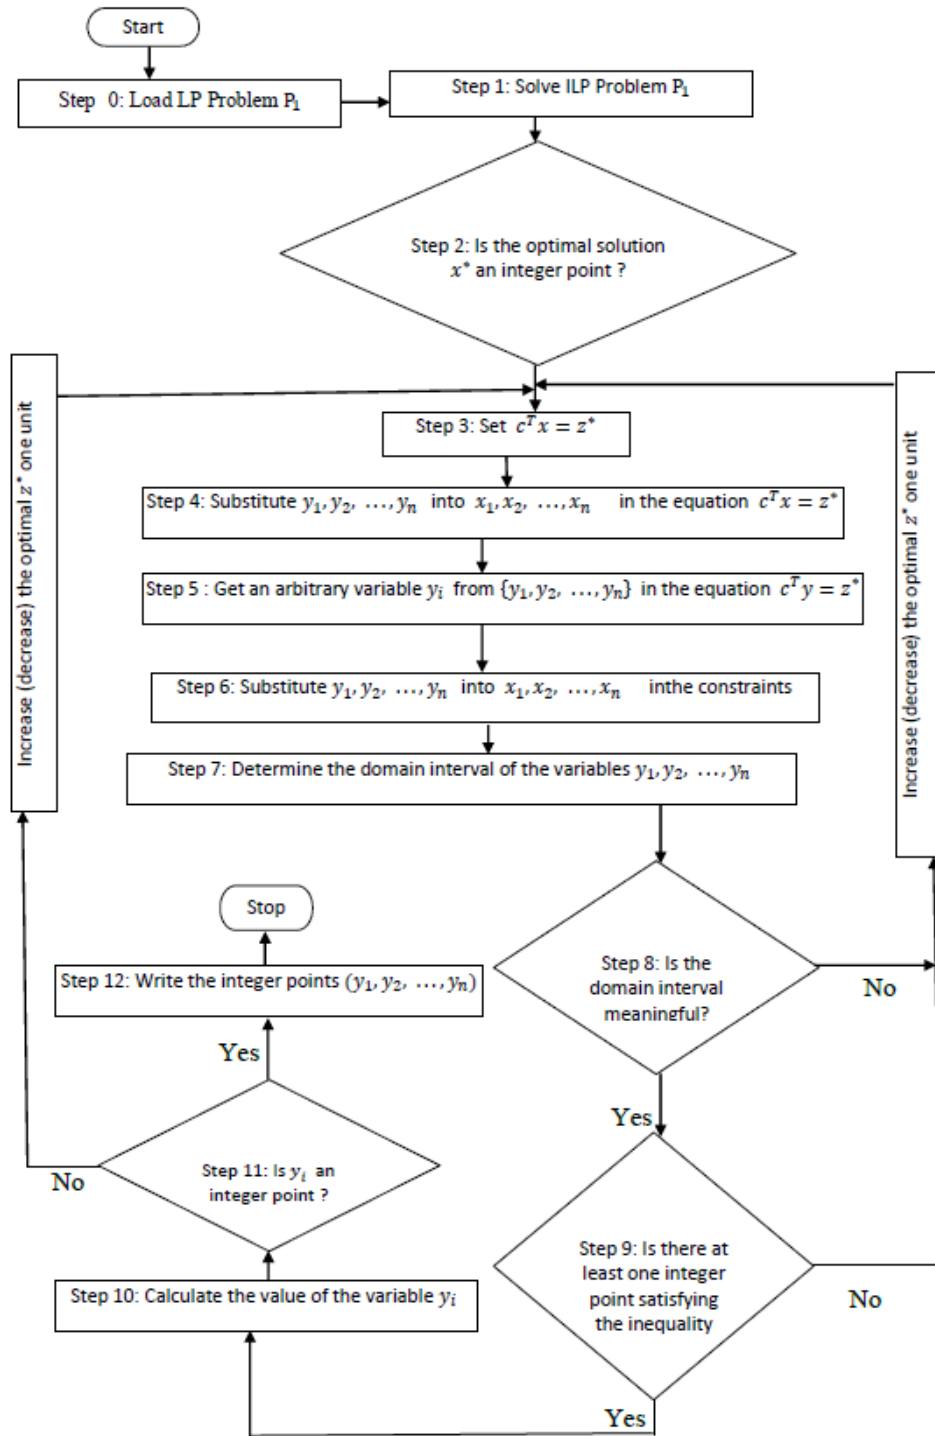 Start
Step 0: Load LP Problem P₁
Step 1: Solve ILP Problem P₁
Step 2: Is the optimal solution
x* an integer point ?
Increase (decrease) the optimal z* one unit
Increase (decrease) the optimal z* one unit
Step 3: Set cᵀx = z*
Step 4: Substitute y₁, y₂, …, yₙ into x₁, x₂, …, xₙ in the equation cᵀx = z*
Step 5 : Get an arbitrary variable yᵢ from {y₁, y₂, …, yₙ} in the equation cᵀy = z*
Step 6: Substitute y₁, y₂, …, yₙ into x₁, x₂, …, xₙ inthe constraints
Step 7: Determine the domain interval of the variables y₁, y₂, …, yₙ
Step 8: Is the
domain interval
meaningful?
No
Yes
Step 9: Is there at
least one integer
point satisfying
the inequality
No
Yes
Step 10: Calculate the value of the variable yᵢ
Step 11: Is yᵢ an
integer point ?
No
Yes
Step 12: Write the integer points (y₁, y₂, …, yₙ)
Stop